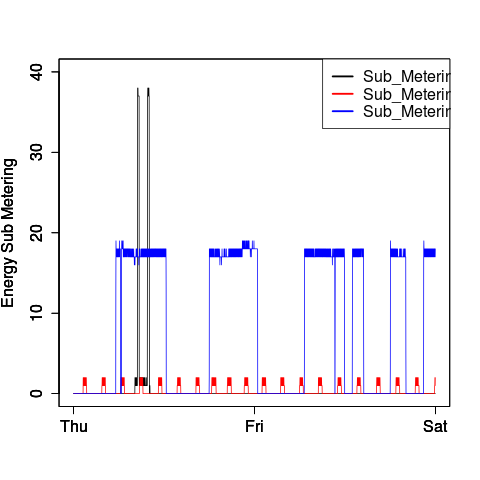 Sub_Meterin
Sub_Meterin
Sub_Meterin
Energy Sub Metering
40
30
20
10
0
Thu Fri Sat